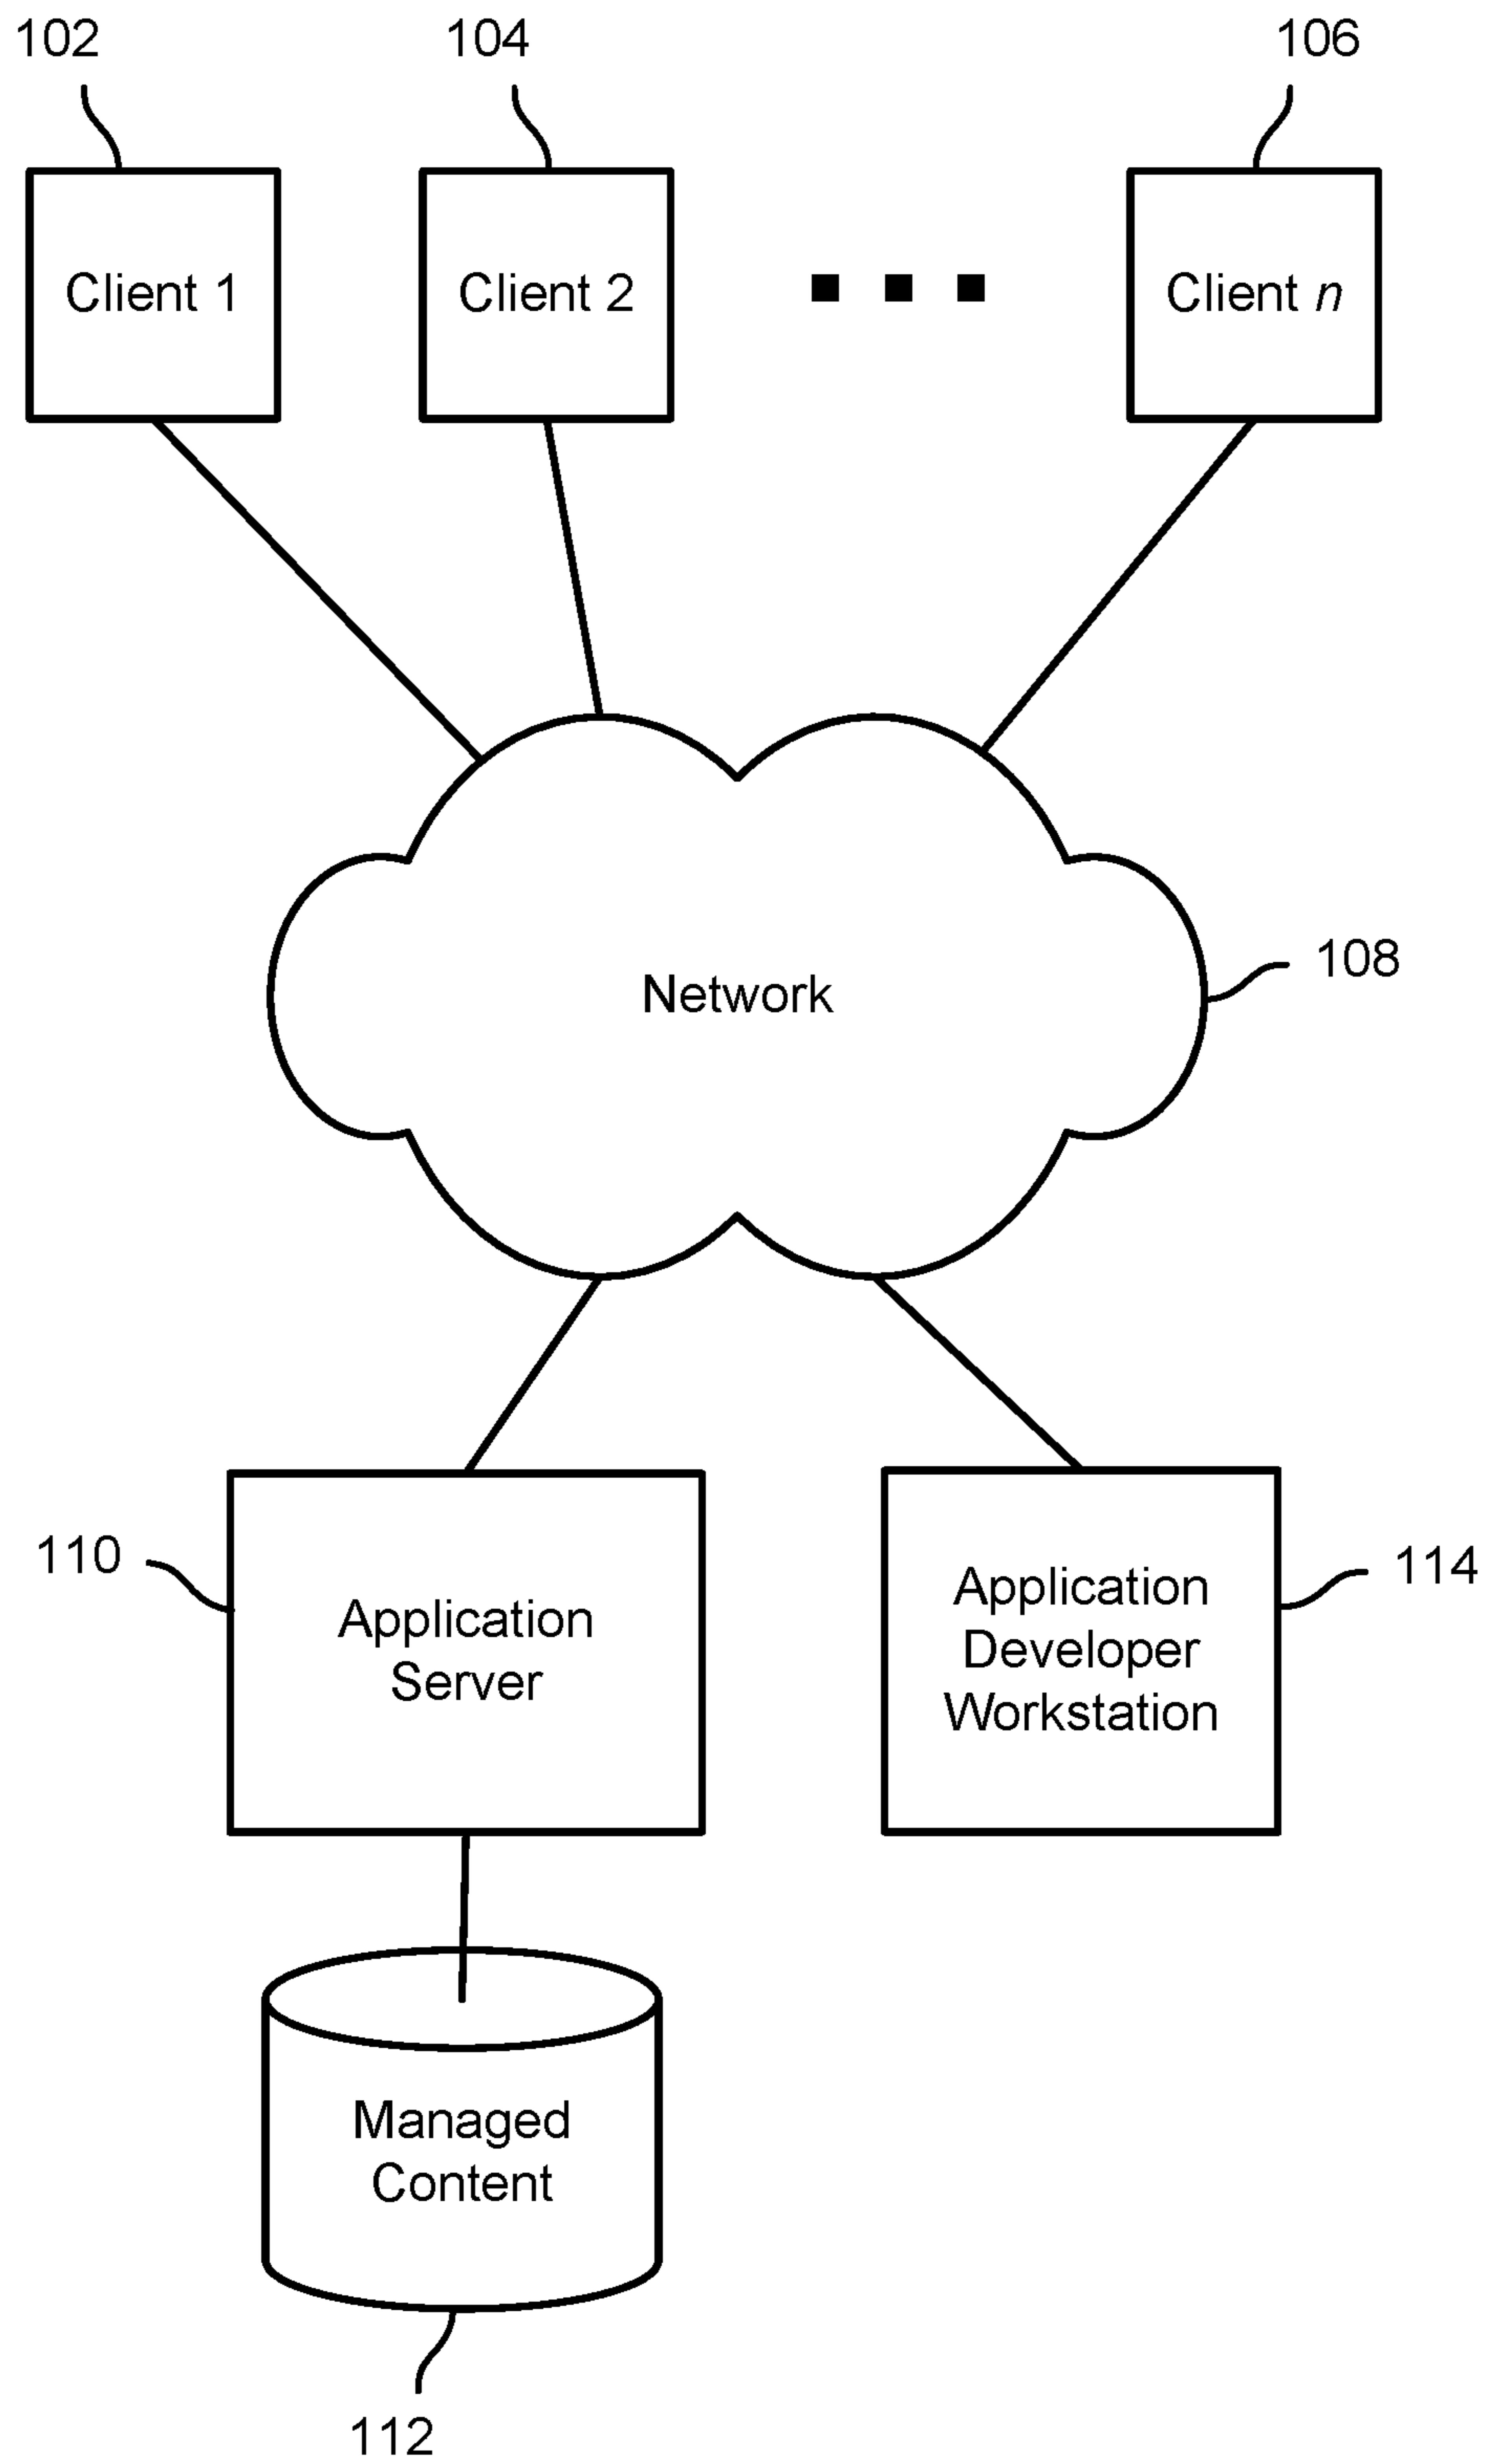 102
104
106
Client 1
Client 2
Client n
Network
108
110
Application
Server
Application
Developer
Workstation
114
Managed
Content
112